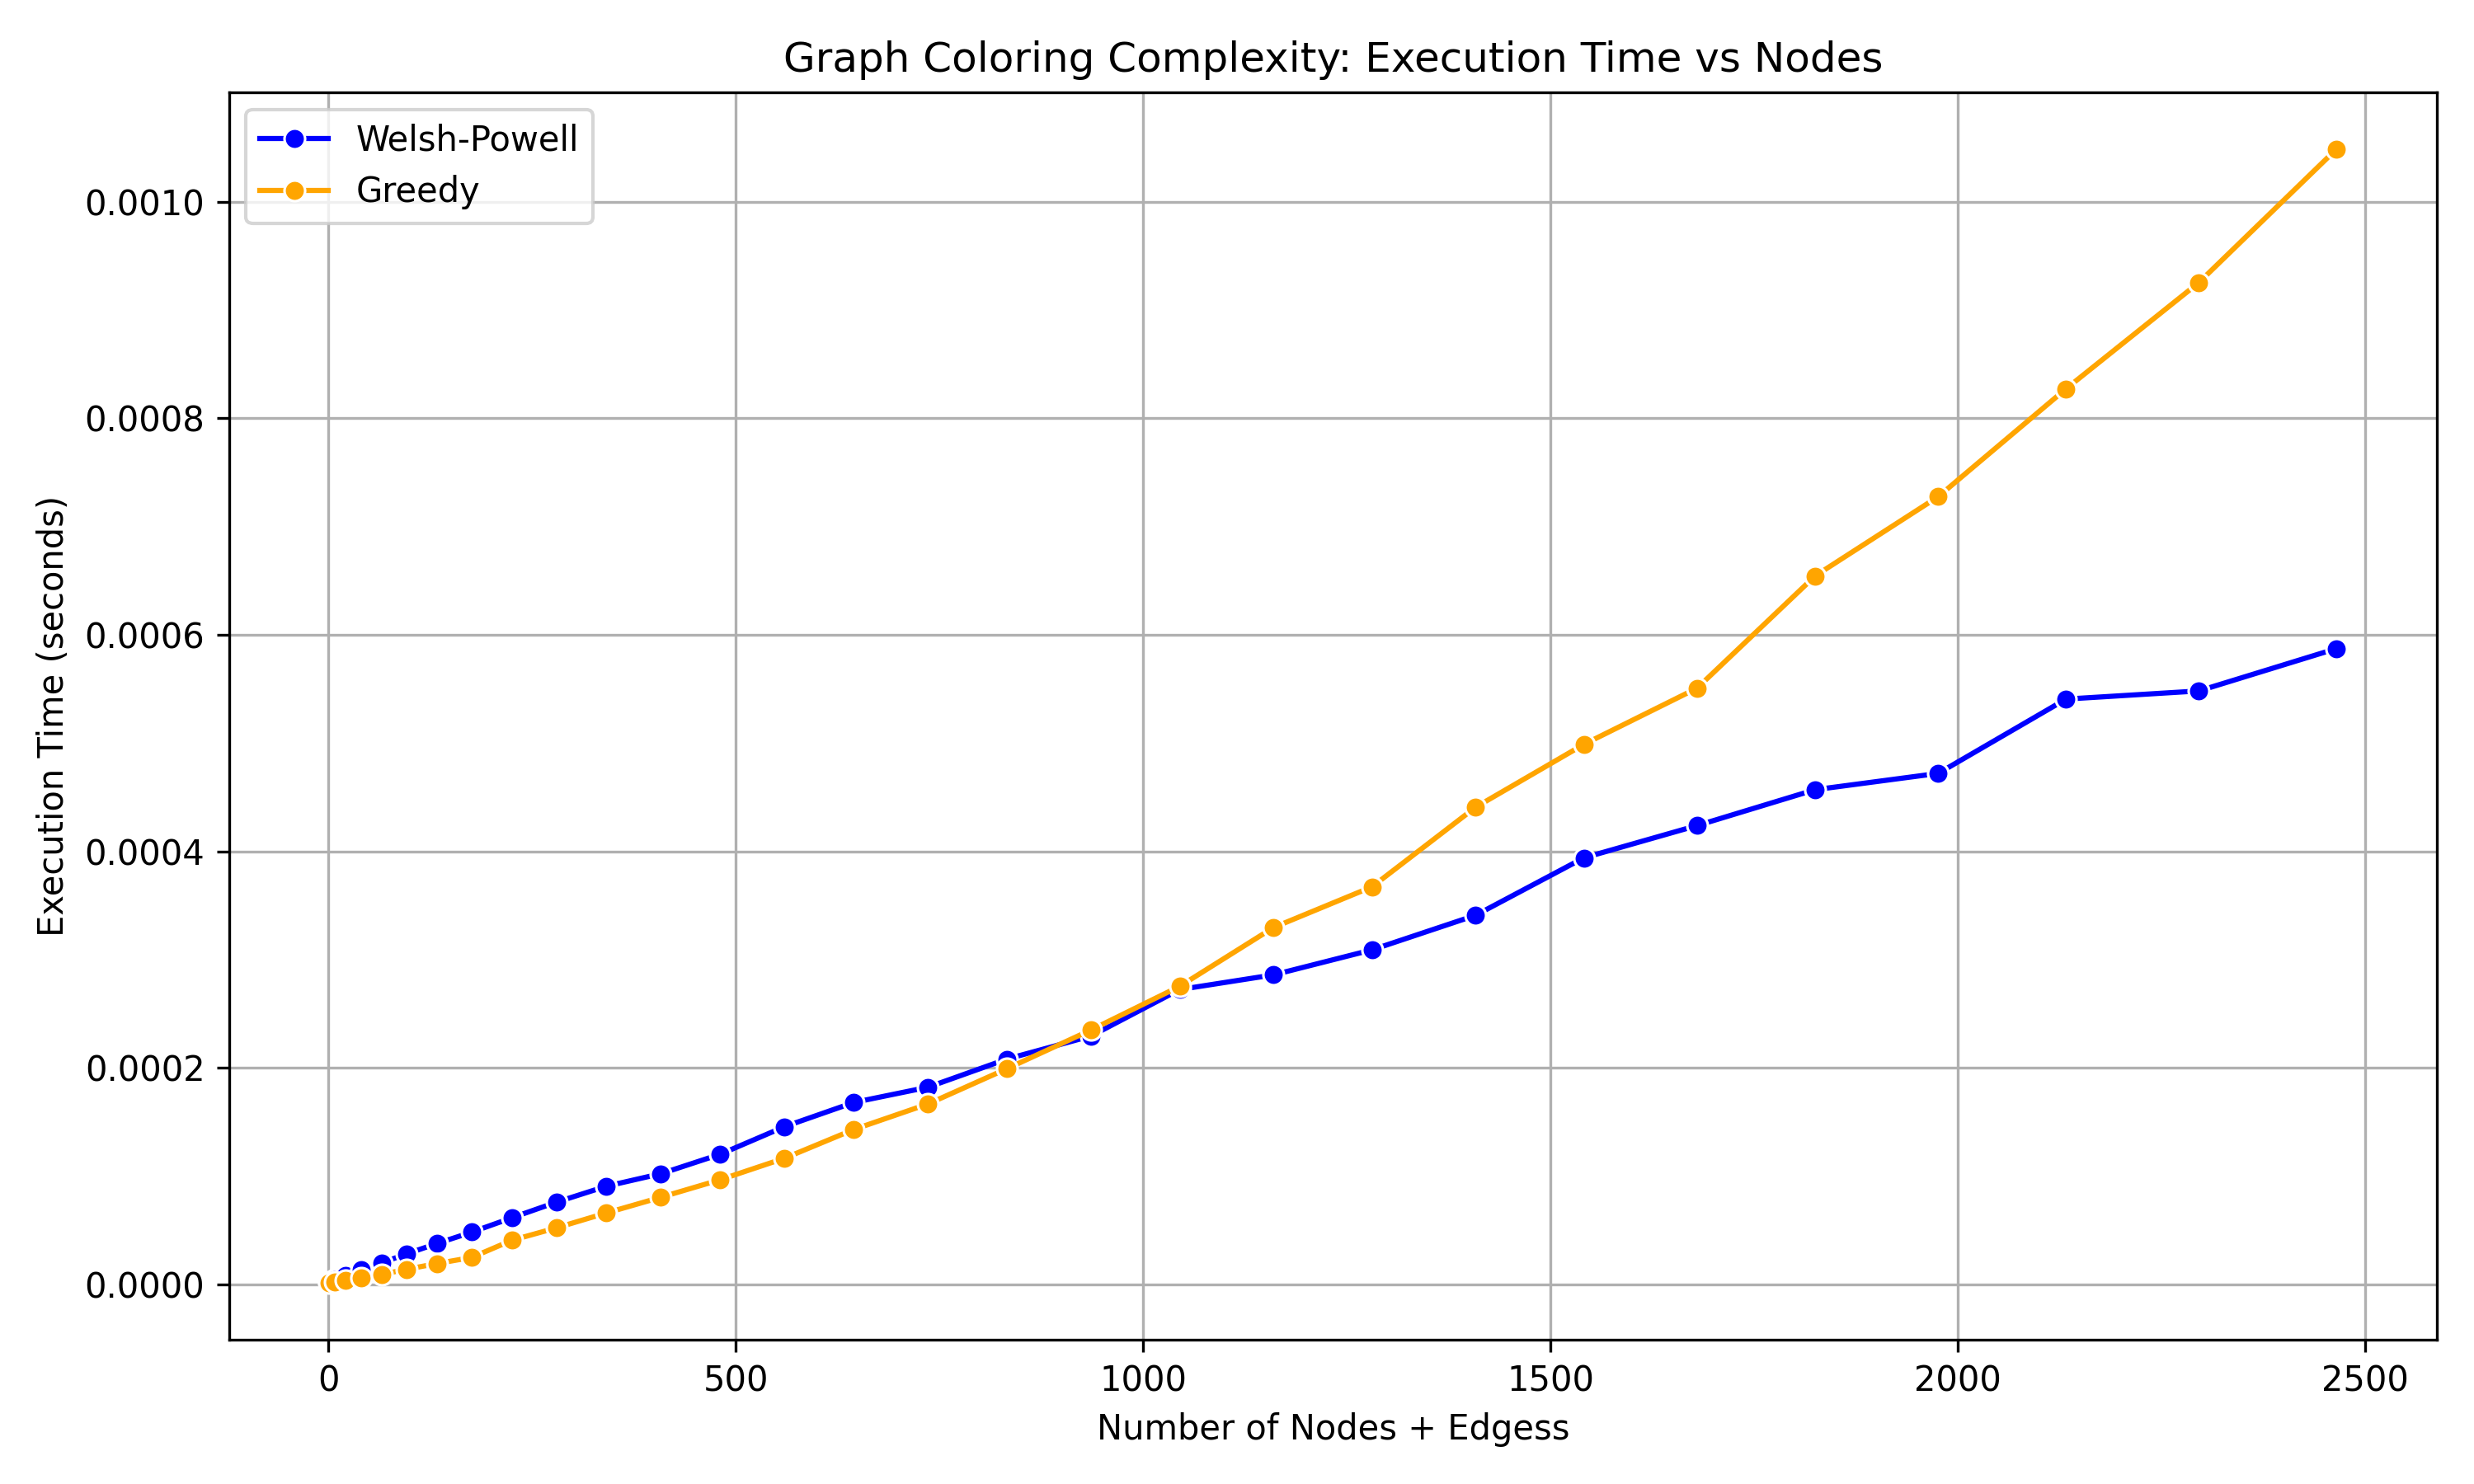 Graph Coloring Complexity: Execution Time vs Nodes
Welsh-Powell
Greedy
Execution Time (seconds)
0.0010
0.0008
0.0006
0.0004
0.0002
0.0000
0 500 1000 1500 2000 2500
Number of Nodes + Edgess